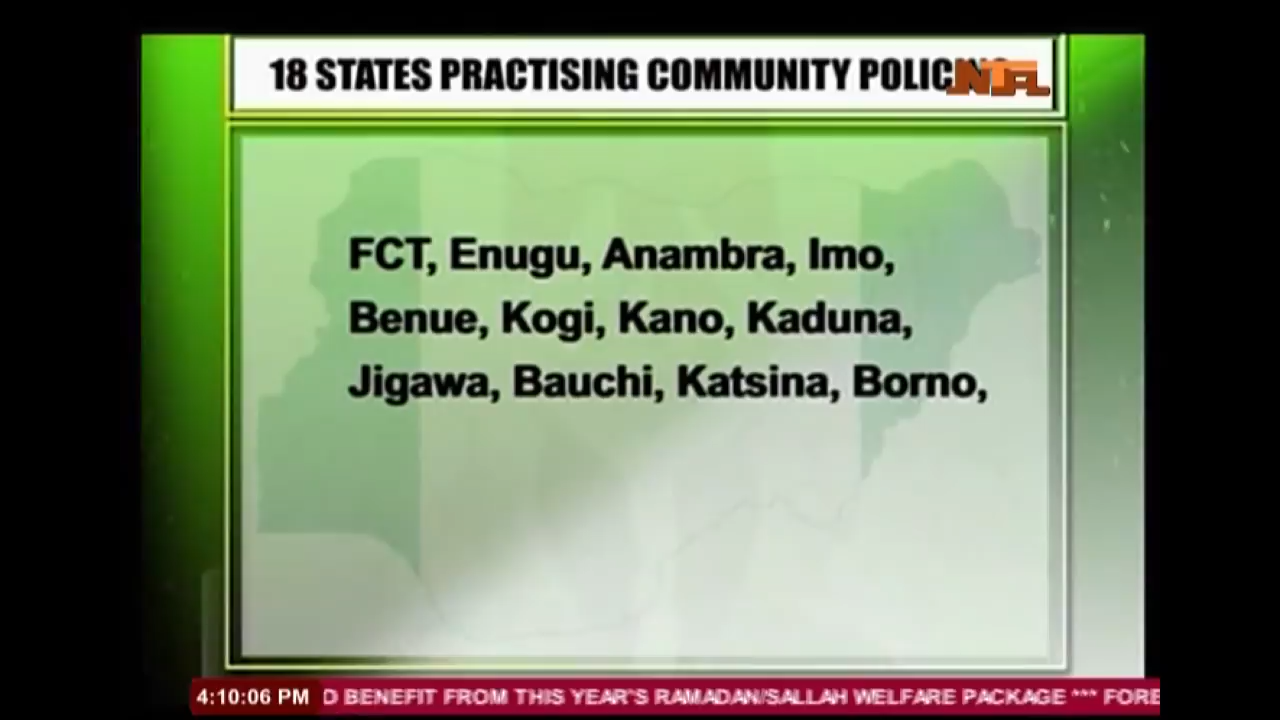 18 STATES PRACTISING COMMUNITY POLICING
FCT, Enugu, Anambra, Imo,
Benue, Kogi, Kano, Kaduna,
Jigawa, Bauchi, Katsina, Borno,
4:10:06 PM D BENEFIT FROM THIS YEAR'S RAMADAN/SALLAH WELFARE PACKAGE *** FORE